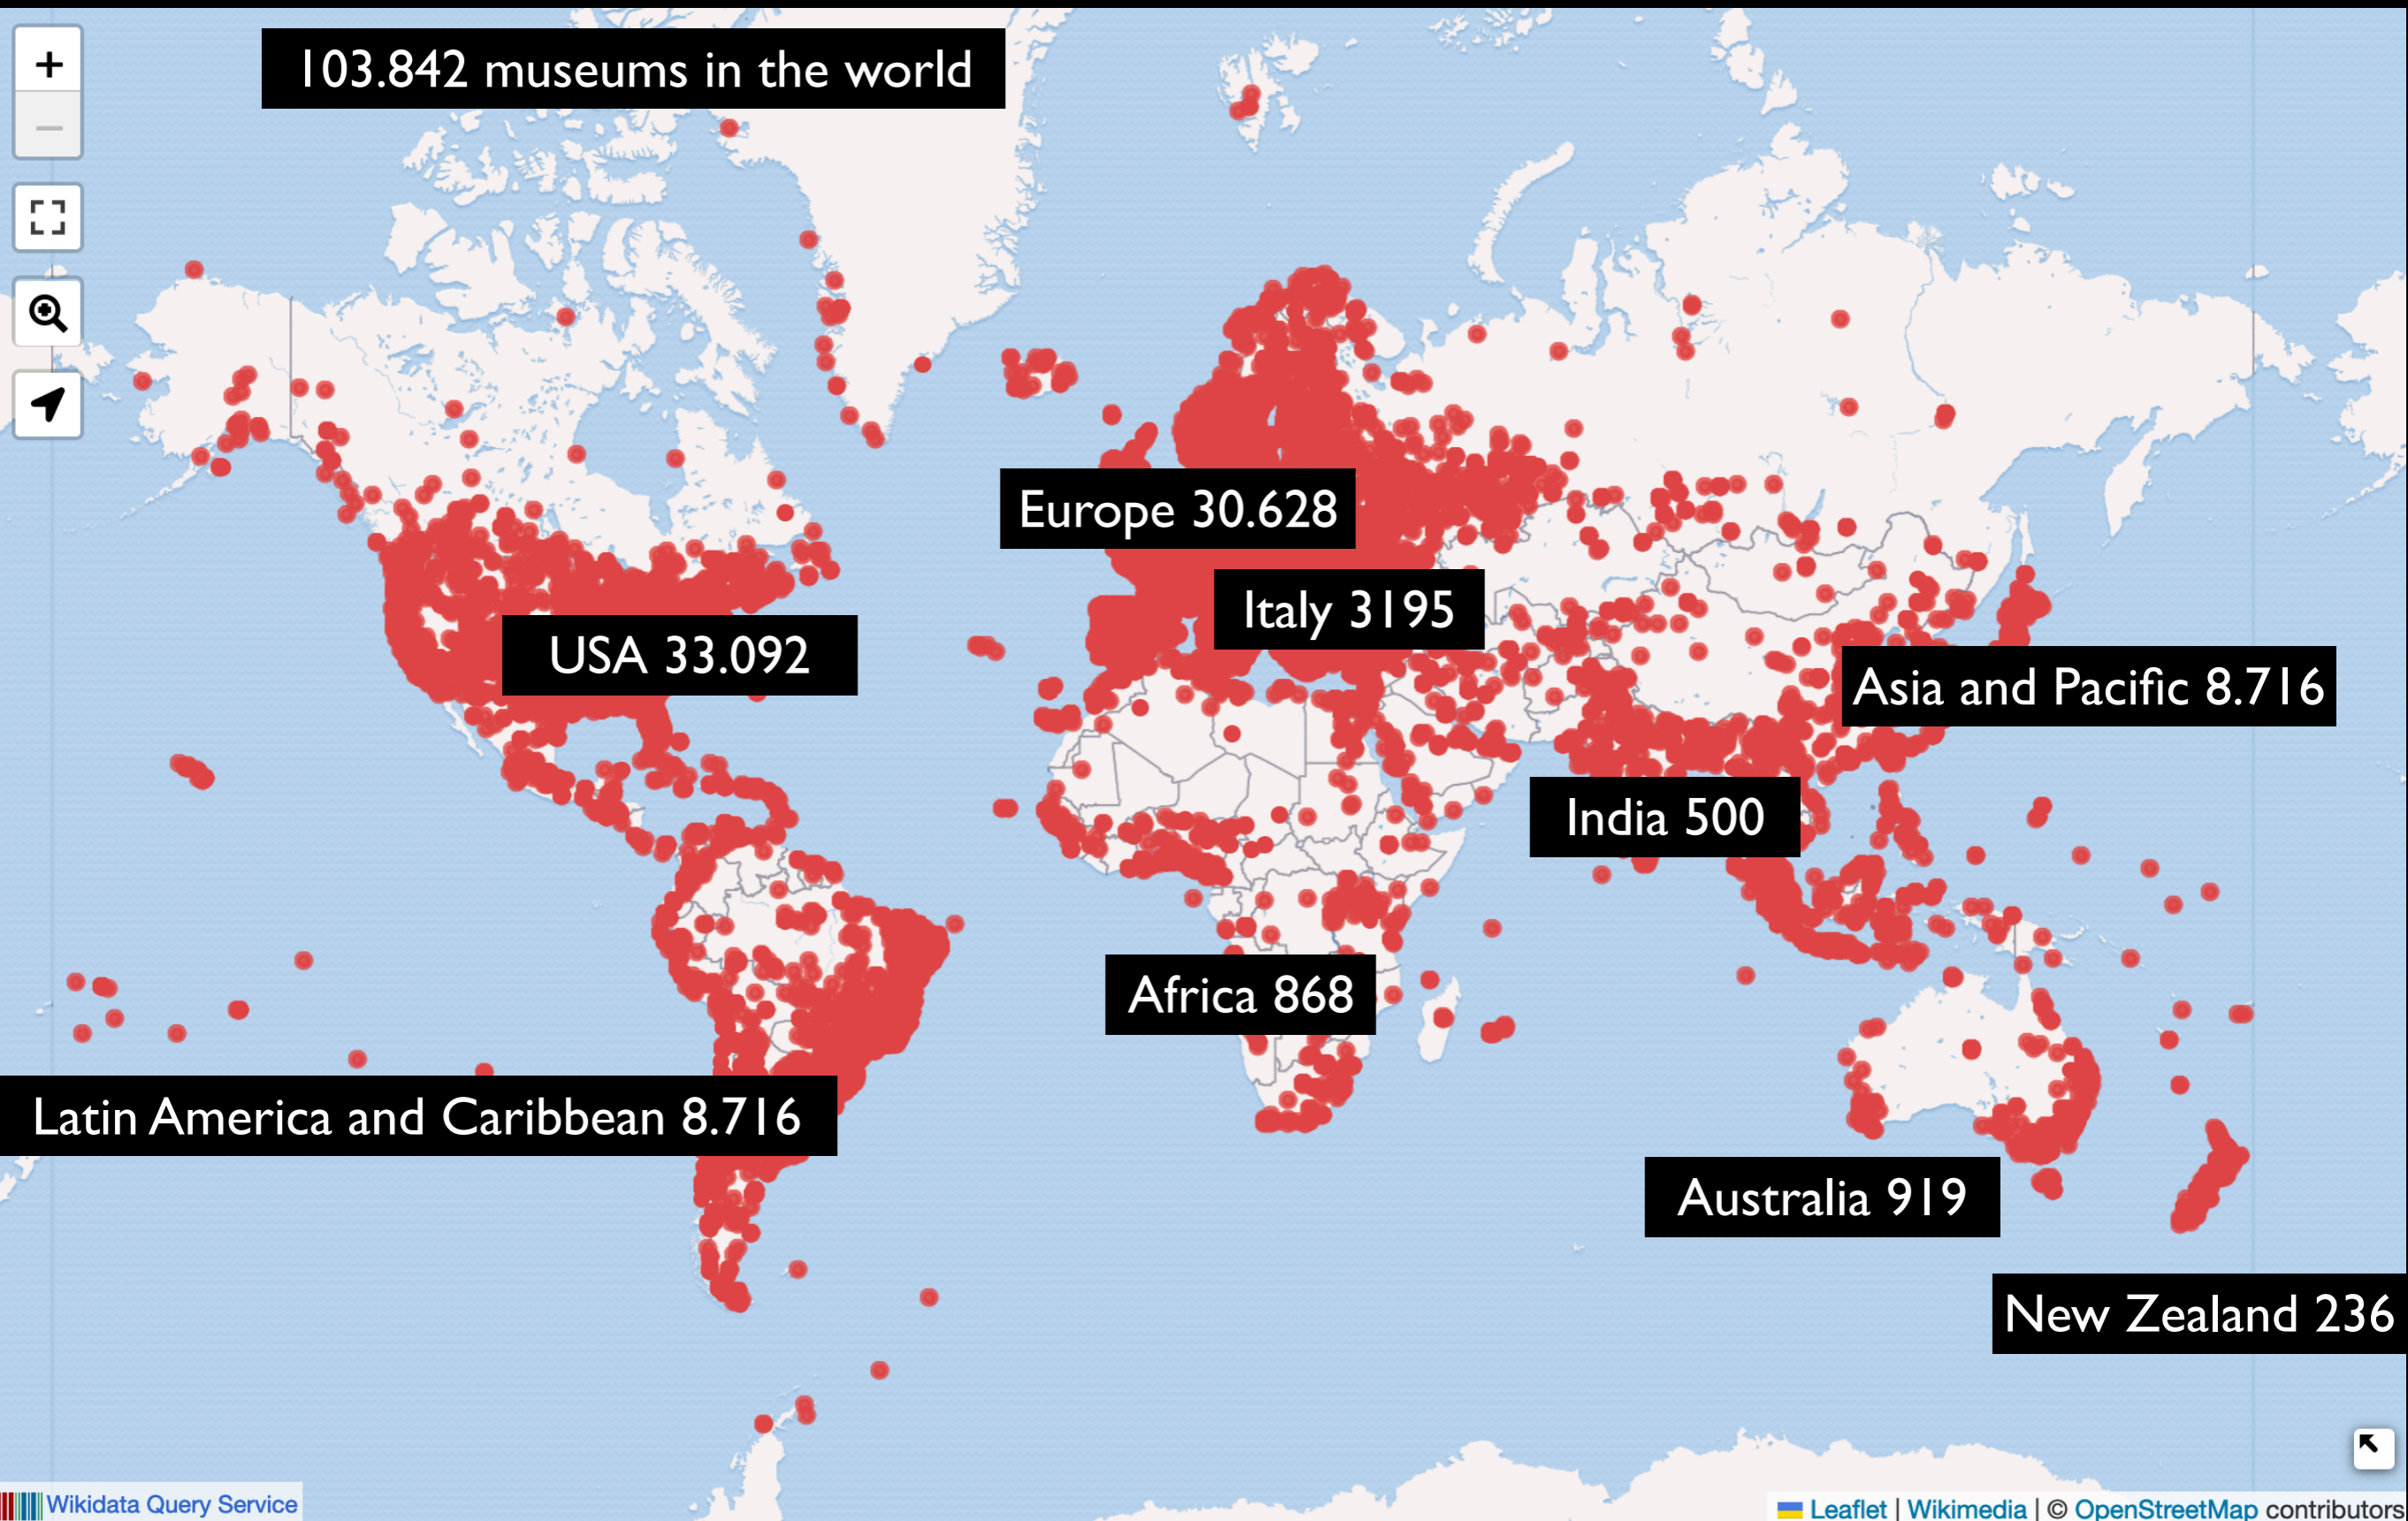 103.842 museums in the world
Europe 30.628
Italy 3195
USA 33.092
Asia and Pacific 8.716
India 500
Africa 868
Latin America and Caribbean 8.716
Australia 919
New Zealand 236
Wikidata Query Service
Leaflet | Wikimedia | © OpenStreetMap contributors